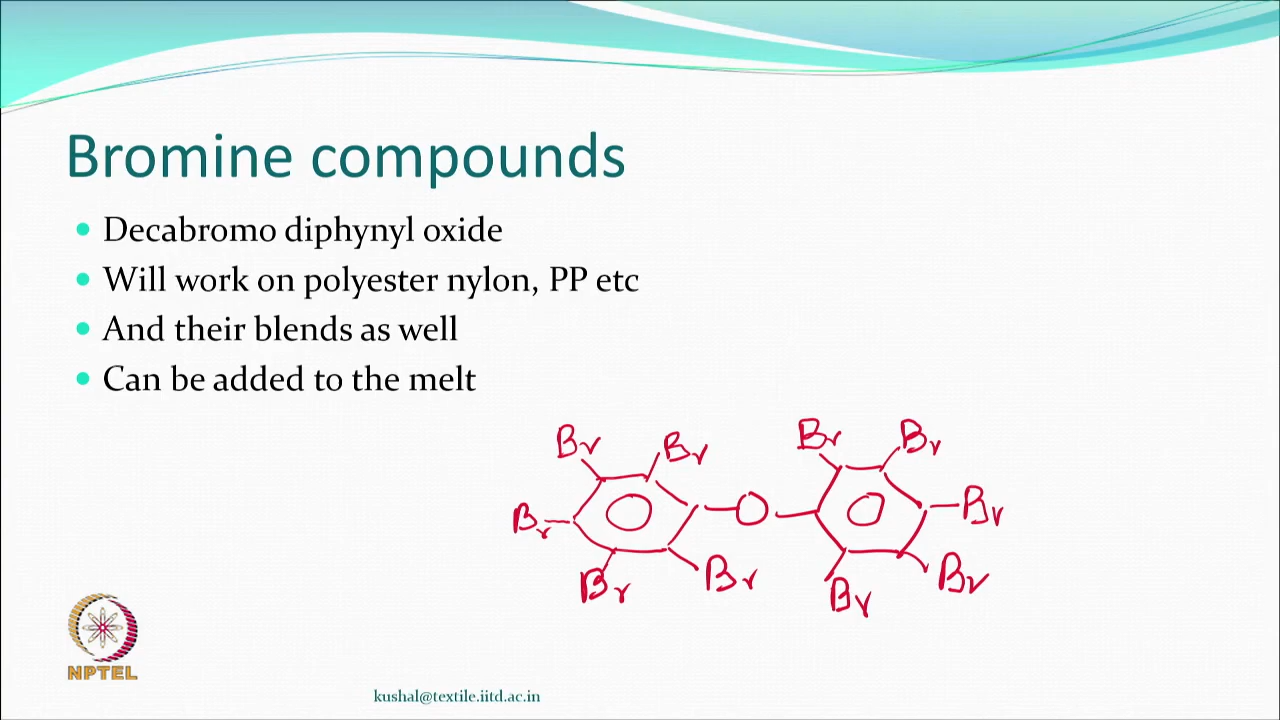 Bromine compounds
Decabromo diphynyl oxide
Will work on polyester nylon, PP etc
And their blends as well
Can be added to the melt
Br Br Br Br
Br O Br
Br Br Br Br
NPTEL
kushal@textile.iitd.ac.in